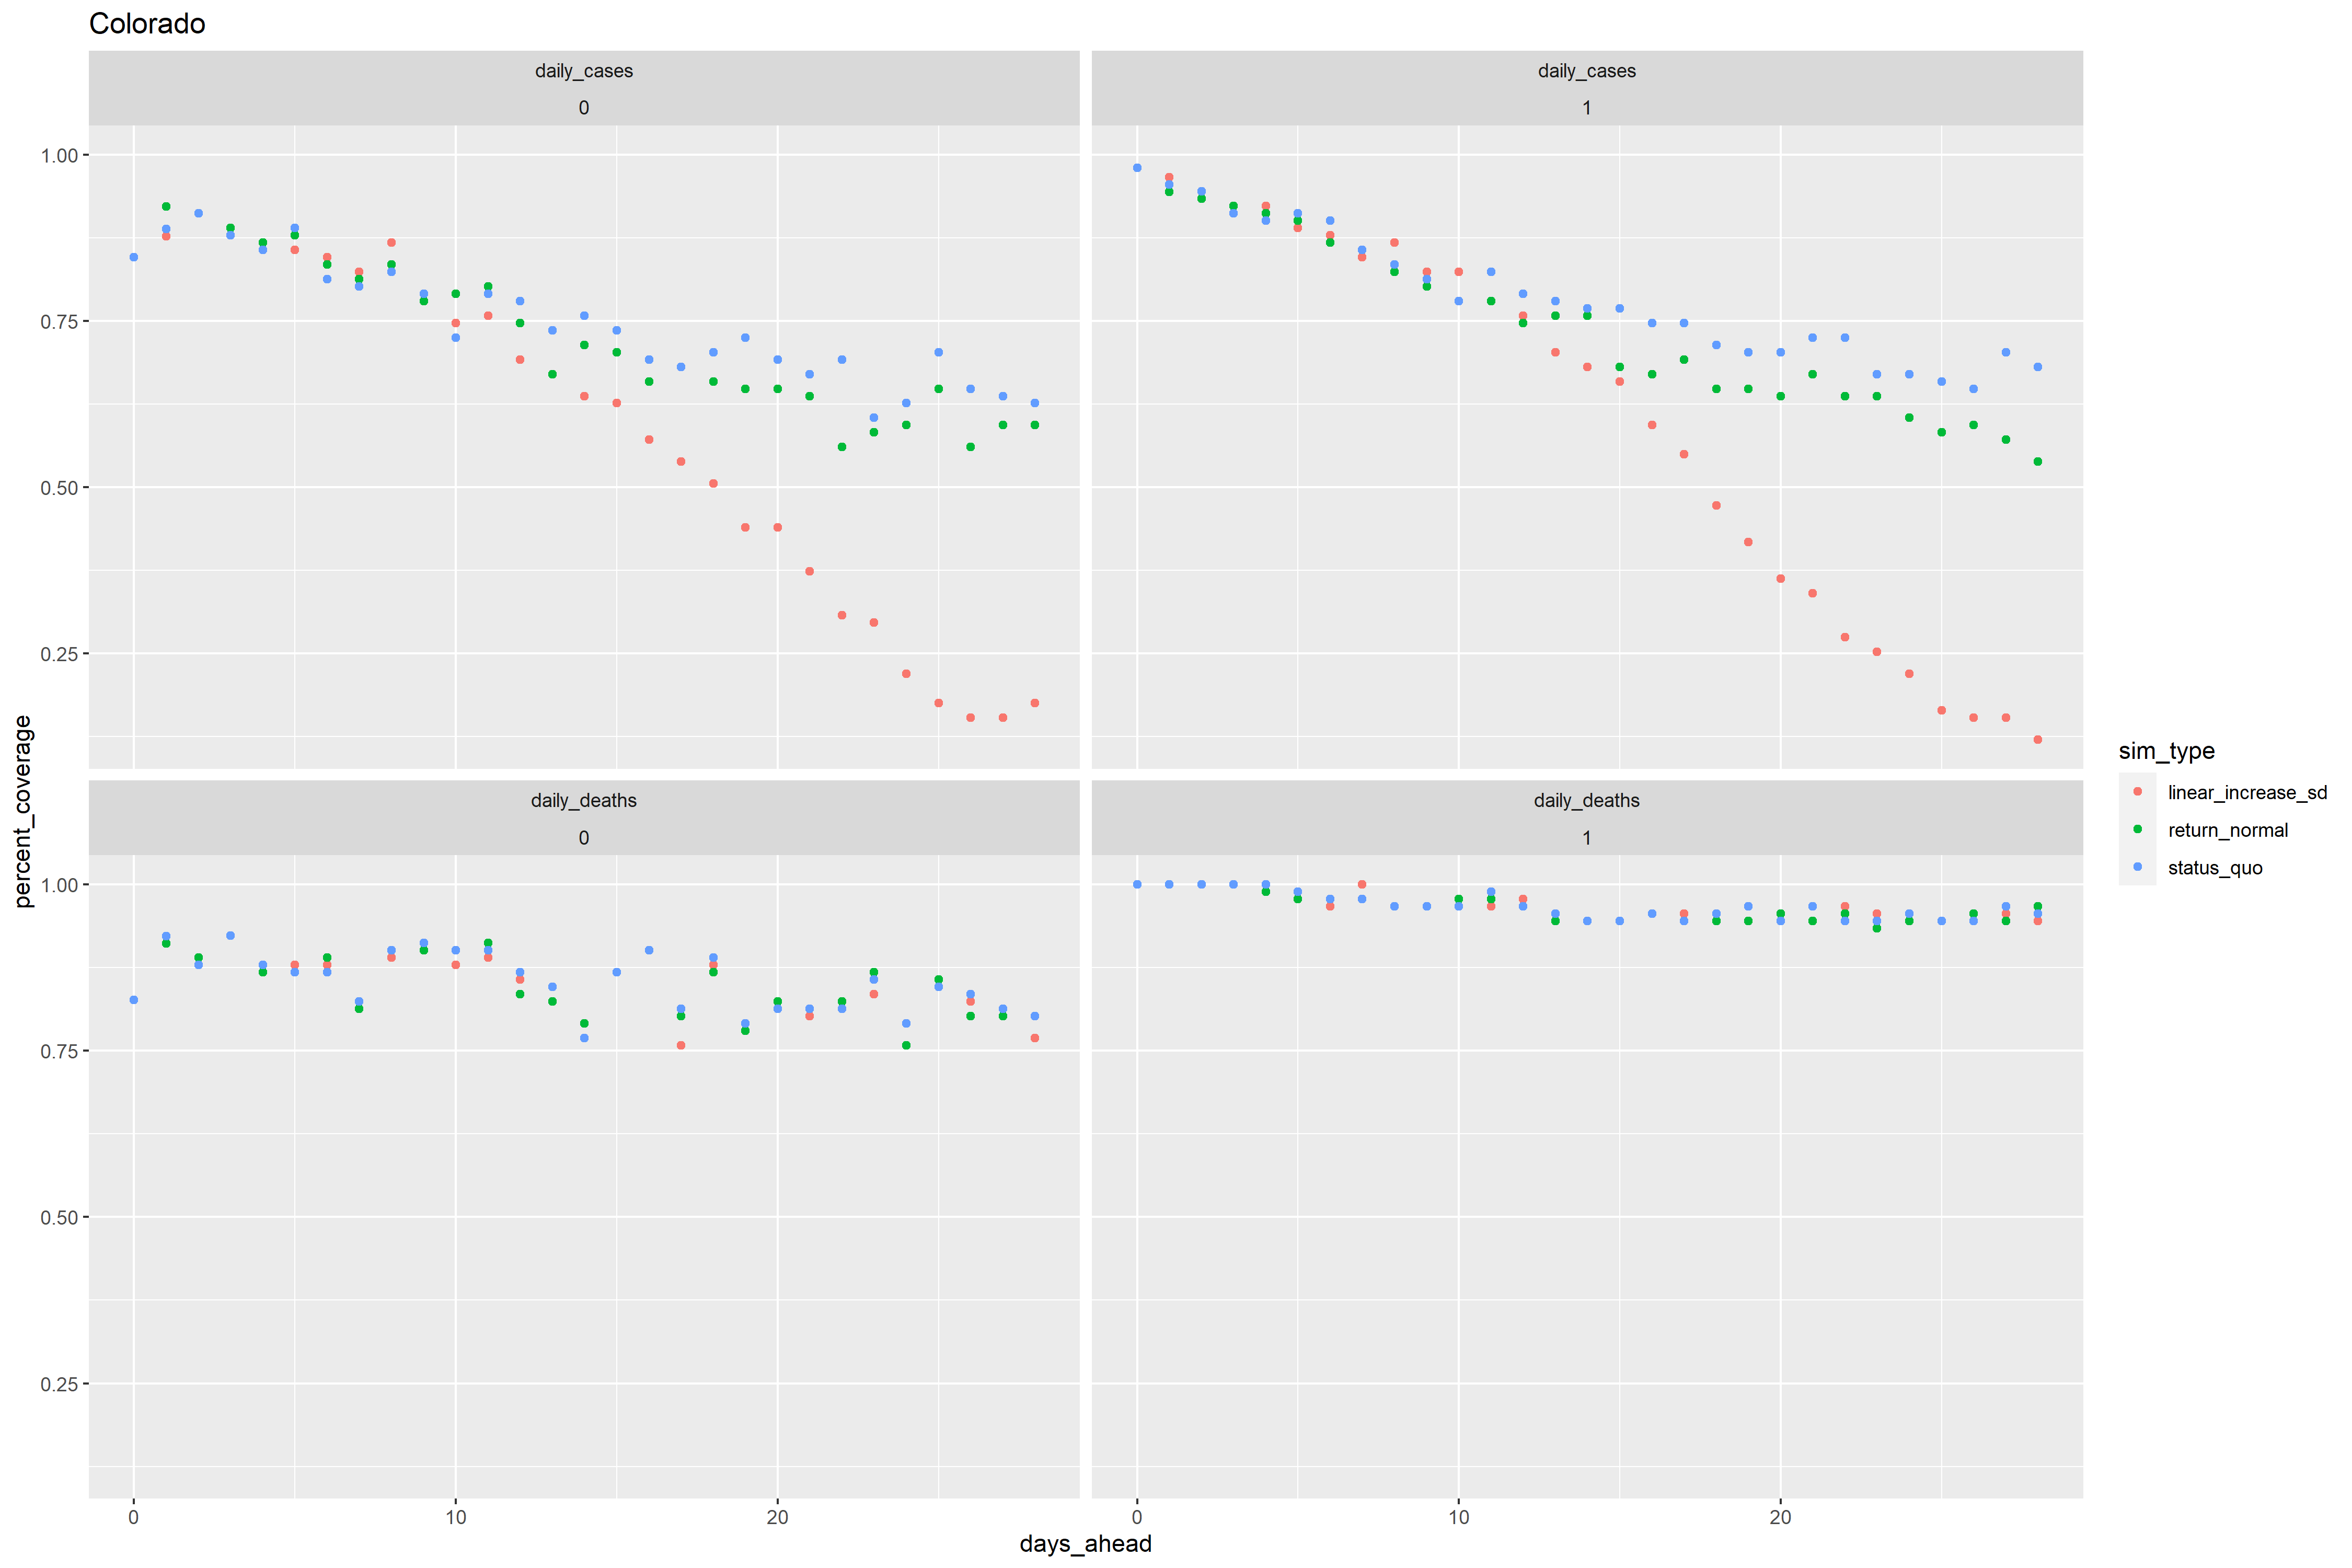 Colorado
daily_cases
0
daily_cases
1
1.00
0.75
0.50
0.25
daily_deaths
0
daily_deaths
1
1.00
0.75
0.50
0.25
0
10
20
0
10
20
days_ahead
percent_coverage
sim_type
linear_increase_sd
return_normal
status_quo